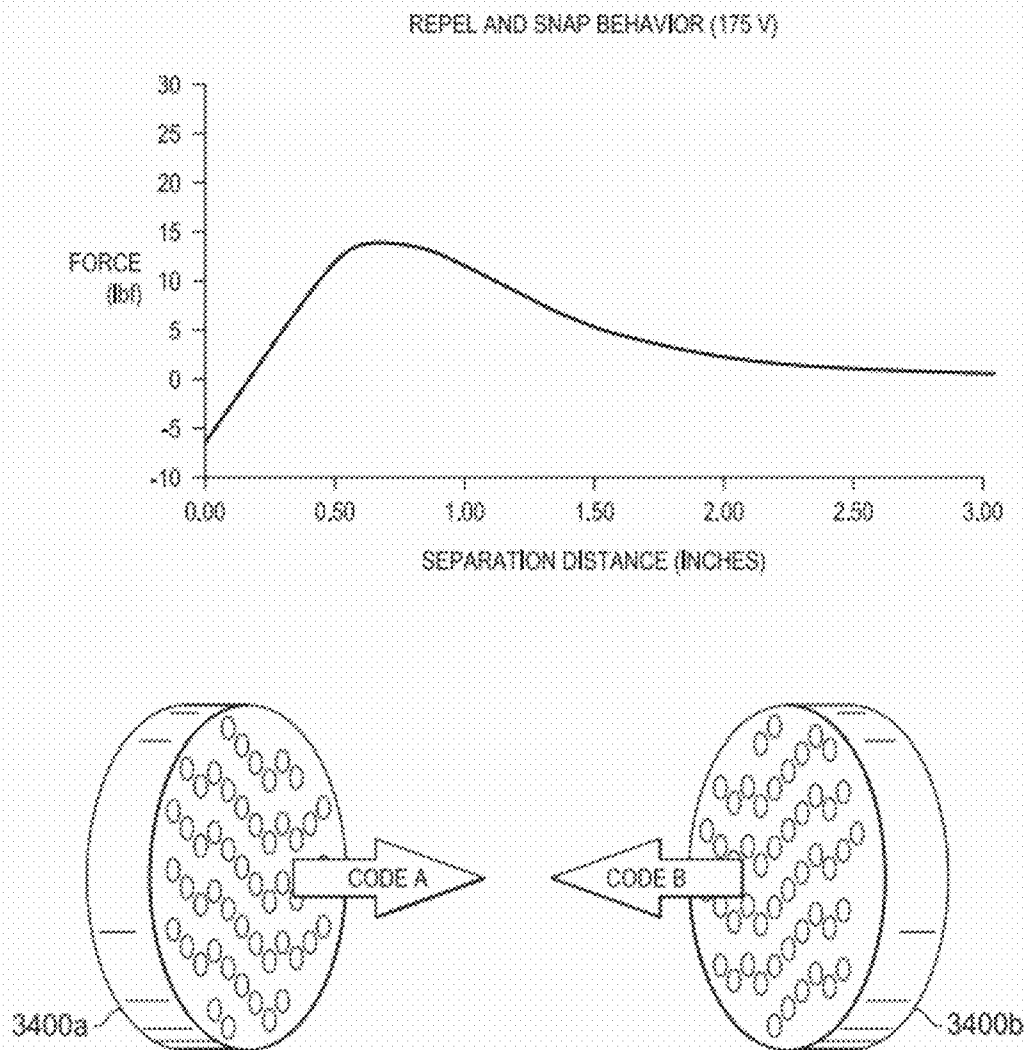 REPEL AND SNAP BEHAVIOR (175 V)
30
25
20
15
10
5
0
-5
-10
FORCE
(lbf)
0.00 0.50 1.00 1.50 2.00 2.50 3.00
SEPARATION DISTANCE (INCHES)
CODE A CODE B
3400a 3400b